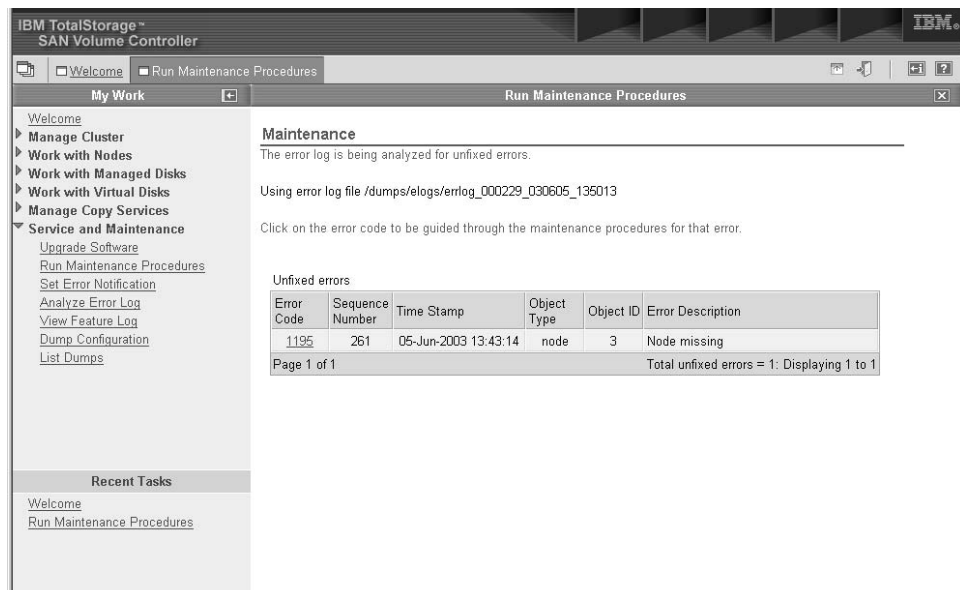 IBM TotalStorage™
SAN Volume Controller
IBM.
Welcome
Run Maintenance Procedures
My Work
Run Maintenance Procedures
Welcome
Manage Cluster
Work with Nodes
Work with Managed Disks
Work with Virtual Disks
Manage Copy Services
Service and Maintenance
Upgrade Software
Run Maintenance Procedures
Set Error Notification
Analyze Error Log
View Feature Log
Dump Configuration
List Dumps
Recent Tasks
Welcome
Run Maintenance Procedures
Maintenance
The error log is being analyzed for unfixed errors.
Using error log file /dumps/elogs/errlog_000229_030605_135013
Click on the error code to be guided through the maintenance procedures for that error.
Unfixed errors
Error Code Sequence Number Time Stamp Object Type Object ID Error Description
1195 261 05-Jun-2003 13:43:14 node 3 Node missing
Page 1 of 1 Total unfixed errors = 1: Displaying 1 to 1